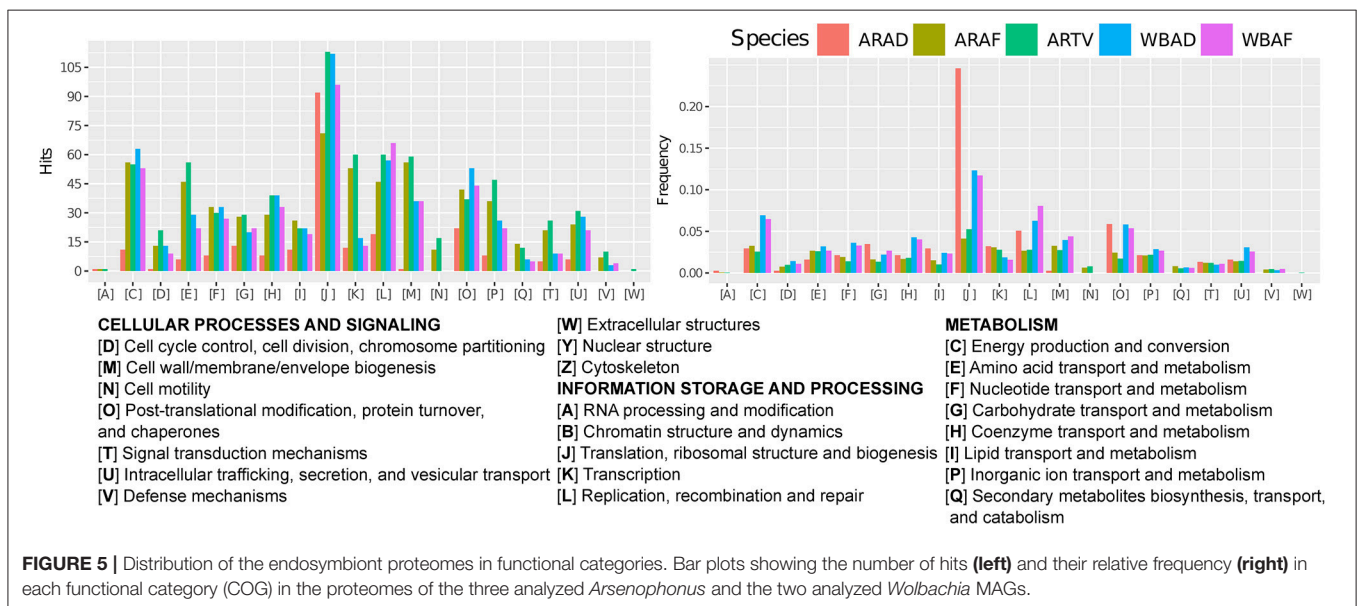 Species ARAD ARAF ARTV WBAD WBAF
Hits
105
90
75
60
45
30
15
[A] [C] [D] [E] [F] [G] [H] [I] [J] [K] [L] [M] [N] [O] [P] [Q] [T] [U] [V] [W]
Frequency
0.20
0.15
0.10
0.05
0.00
[A] [C] [D] [E] [F] [G] [H] [I] [J] [K] [L] [M] [N] [O] [P] [Q] [T] [U] [V] [W]
CELLULAR PROCESSES AND SIGNALING
[D] Cell cycle control, cell division, chromosome partitioning
[M] Cell wall/membrane/envelope biogenesis
[N] Cell motility
[O] Post-translational modification, protein turnover,
and chaperones
[T] Signal transduction mechanisms
[U] Intracellular trafficking, secretion, and vesicular transport
[V] Defense mechanisms
[W] Extracellular structures
[Y] Nuclear structure
[Z] Cytoskeleton
INFORMATION STORAGE AND PROCESSING
[A] RNA processing and modification
[B] Chromatin structure and dynamics
[J] Translation, ribosomal structure and biogenesis
[K] Transcription
[L] Replication, recombination and repair
METABOLISM
[C] Energy production and conversion
[E] Amino acid transport and metabolism
[F] Nucleotide transport and metabolism
[G] Carbohydrate transport and metabolism
[H] Coenzyme transport and metabolism
[I] Lipid transport and metabolism
[P] Inorganic ion transport and metabolism
[Q] Secondary metabolites biosynthesis, transport,
and catabolism
FIGURE 5 | Distribution of the endosymbiont proteomes in functional categories. Bar plots showing the number of hits (left) and their relative frequency (right) in
each functional category (COG) in the proteomes of the three analyzed Arsenophonus and the two analyzed Wolbachia MAGs.